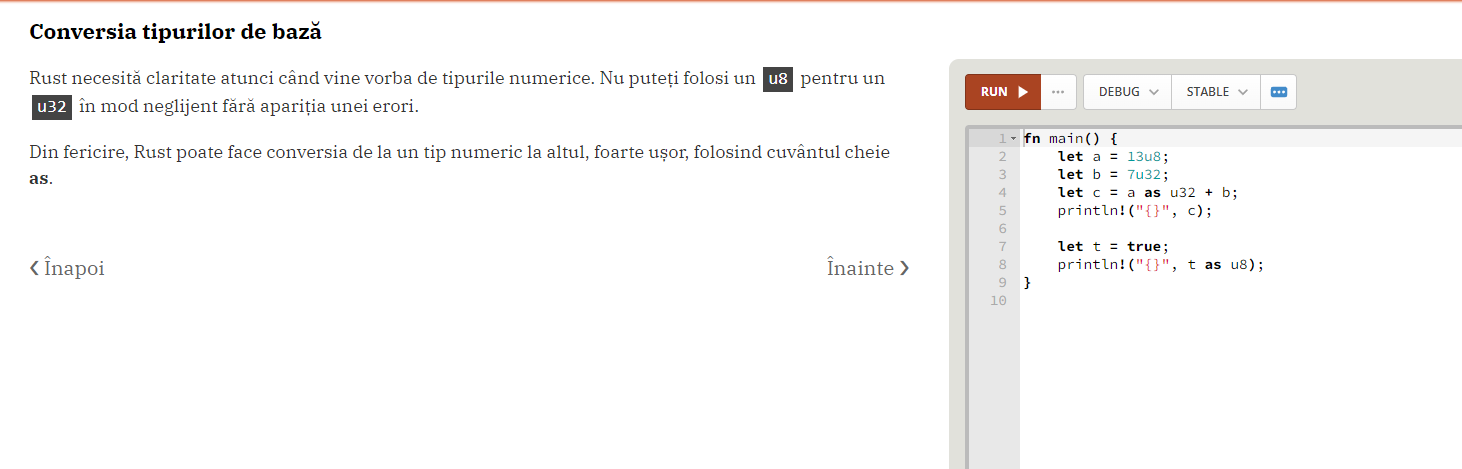 Conversia tipurilor de bază
Rust necesită claritate atunci când vine vorba de tipurile numerice. Nu puteți folosi un u8 pentru un
u32 în mod neglijent fără apariția unei erori.
Din fericire, Rust poate face conversia de la un tip numeric la altul, foarte ușor, folosind cuvântul cheie
as.
❮ Înapoi
Înainte ❯
RUN ▶ ··· DEBUG STABLE
1 fn main() {
2     let a = 13u8;
3     let b = 7u32;
4     let c = a as u32 + b;
5     println!("{}", c);
6
7     let t = true;
8     println!("{}", t as u8);
9 }
10